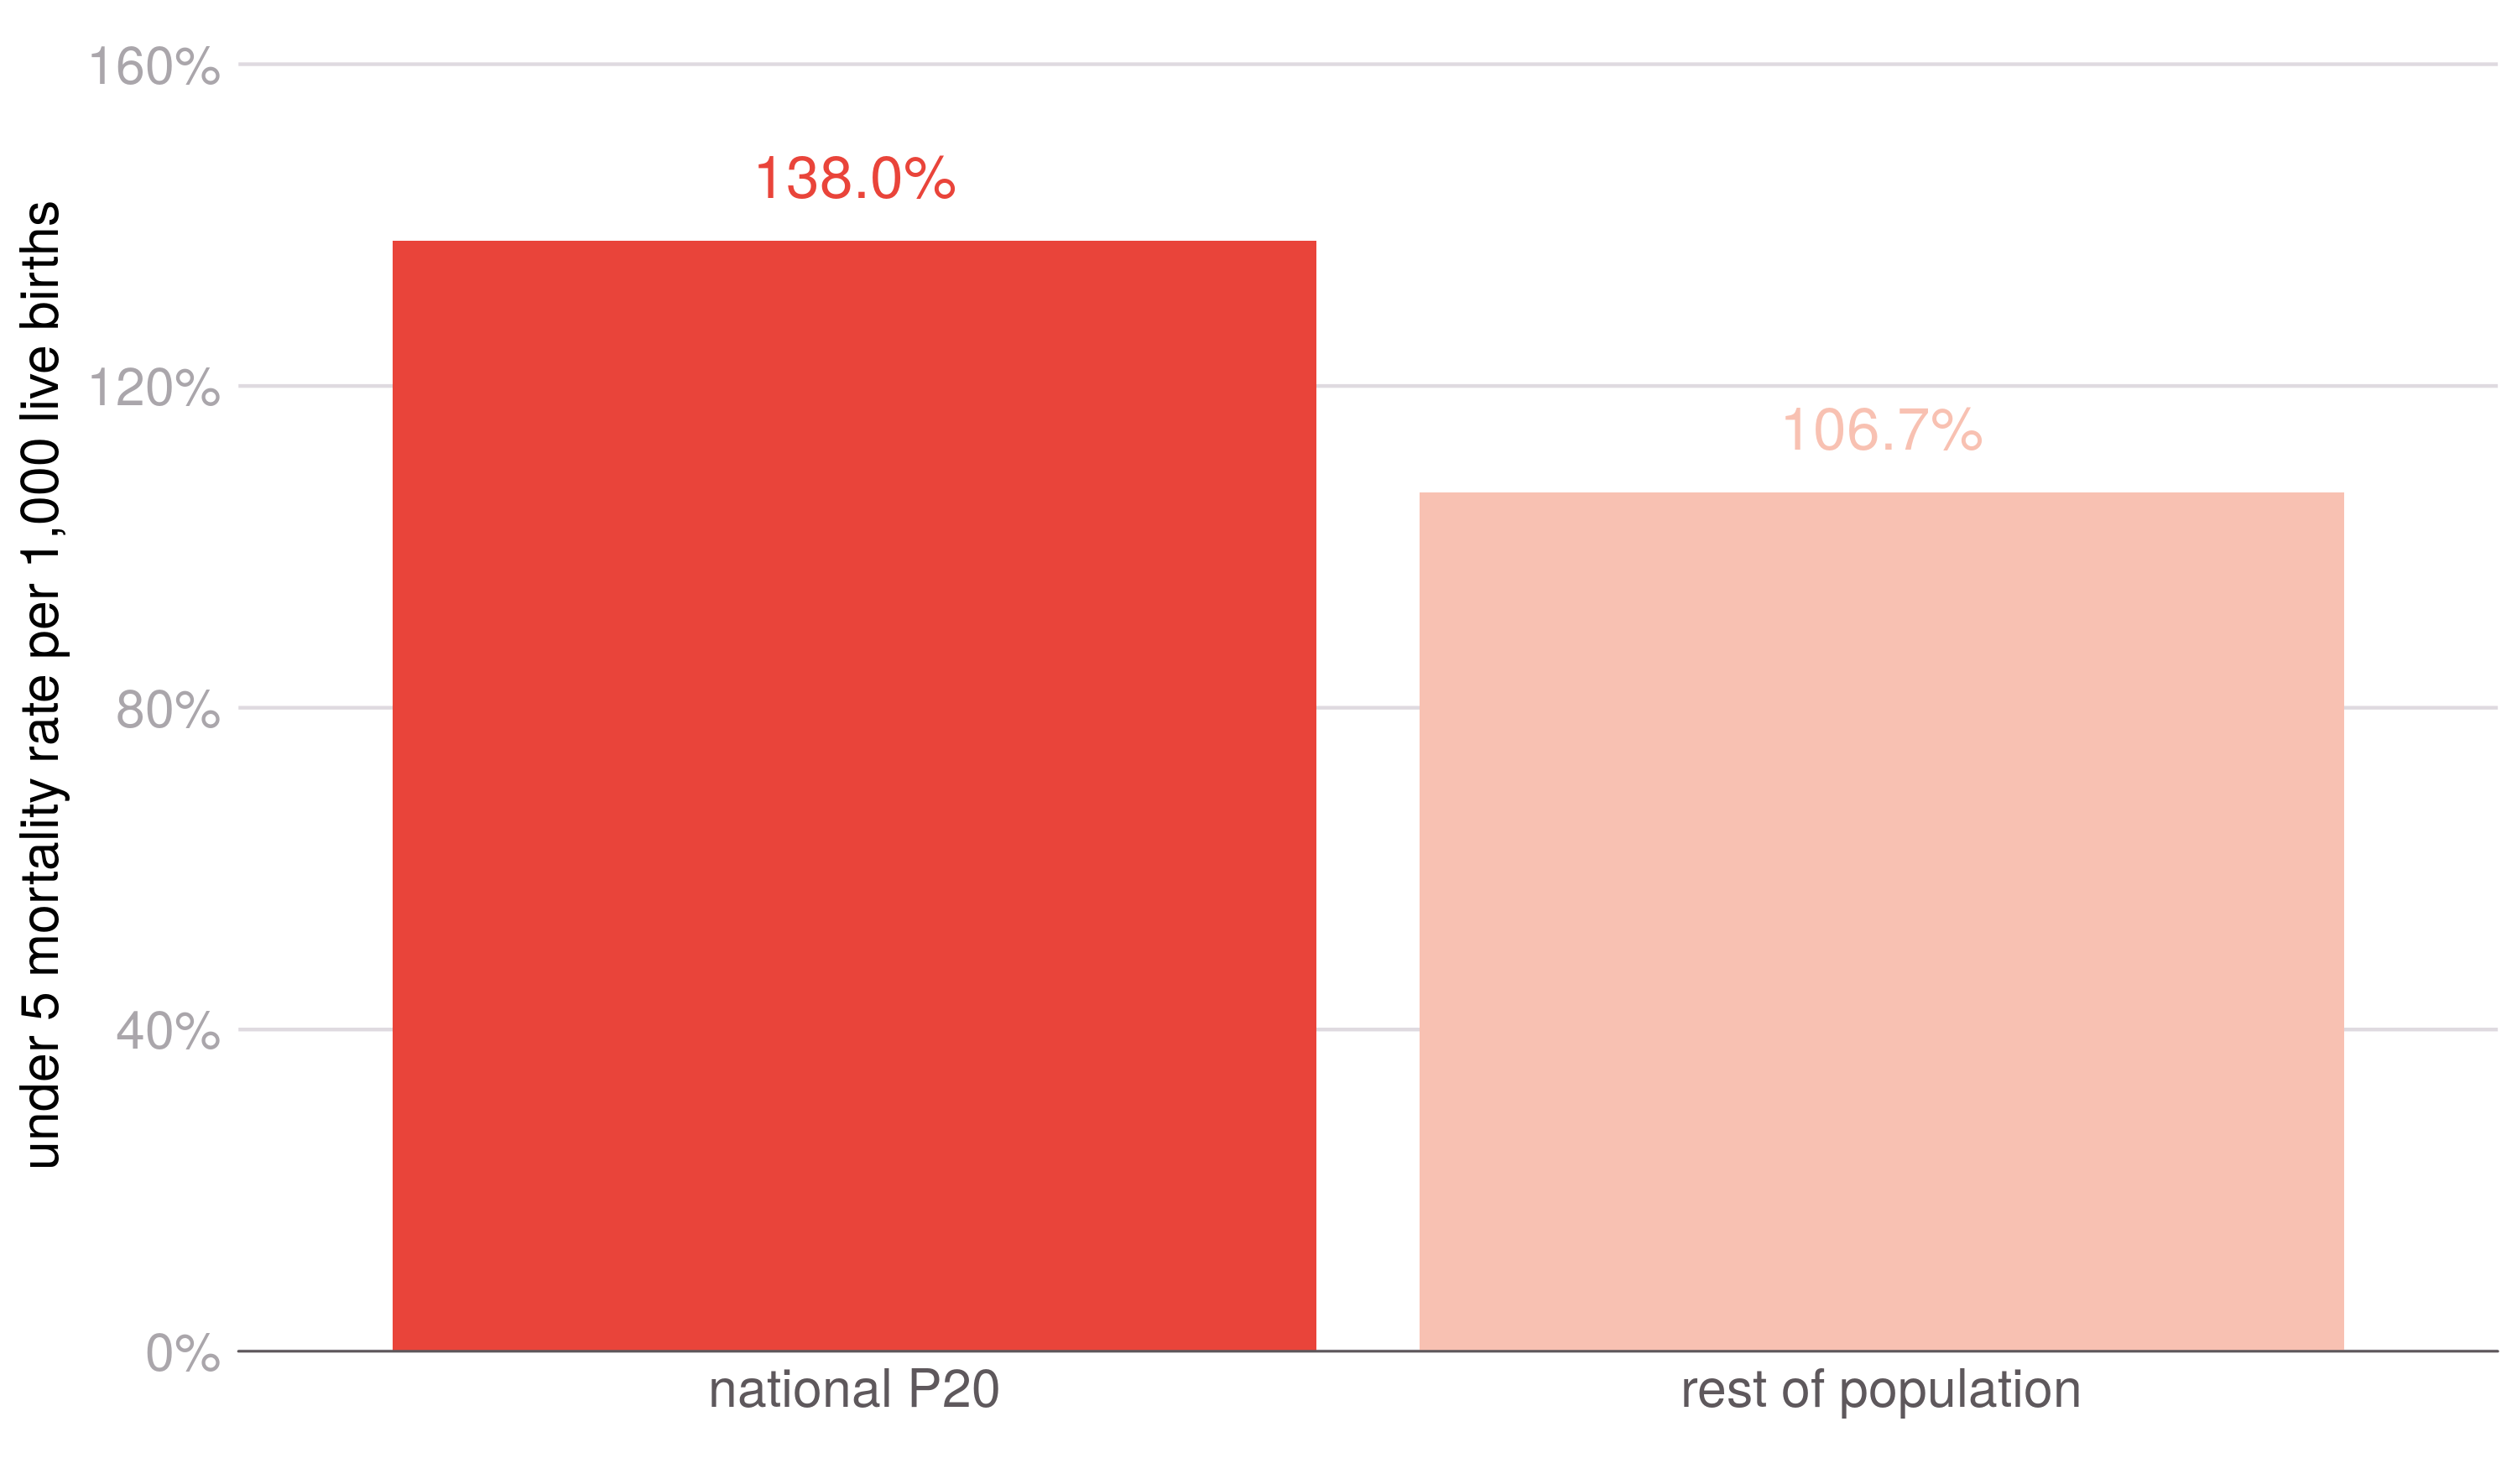 under 5 mortality rate per 1,000 live births
160%
120%
80%
40%
0%
138.0%
106.7%
national P20
rest of population